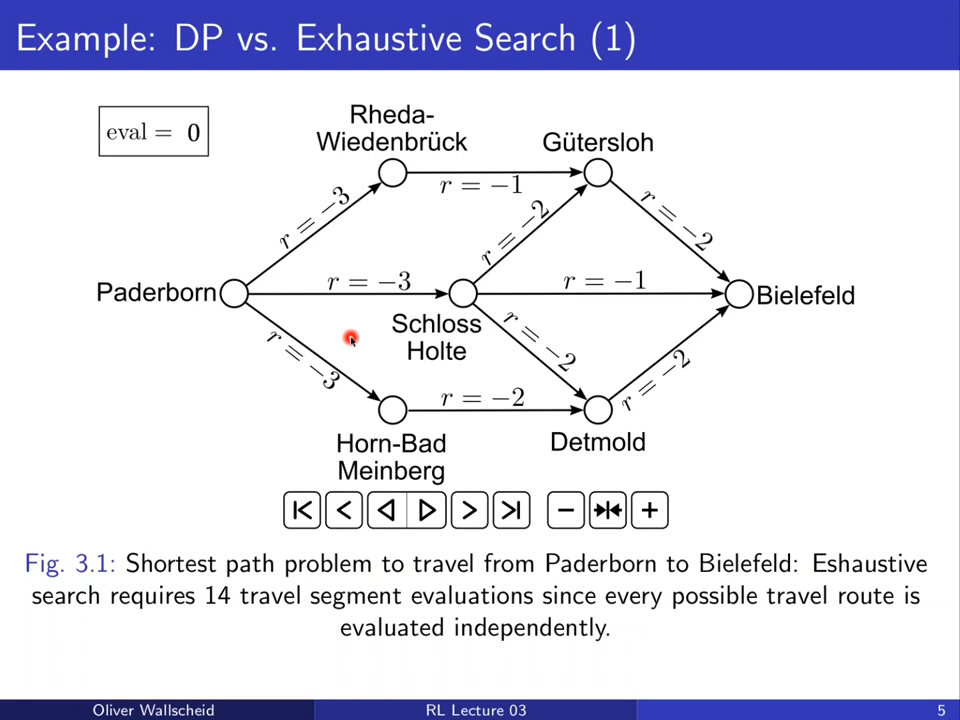 Example: DP vs. Exhaustive Search (1)
eval = 0
Rheda-
Wiedenbrück
Gütersloh
r = −3
r = −1
r = −2
r = −2
Paderborn
r = −3
r = −1
Bielefeld
Schloss
Holte
r = −3
r = −2
r = −2
r = −2
Horn-Bad
Meinberg
Detmold
Fig. 3.1: Shortest path problem to travel from Paderborn to Bielefeld: Eshaustive
search requires 14 travel segment evaluations since every possible travel route is
evaluated independently.
Oliver Wallscheid
RL Lecture 03
5